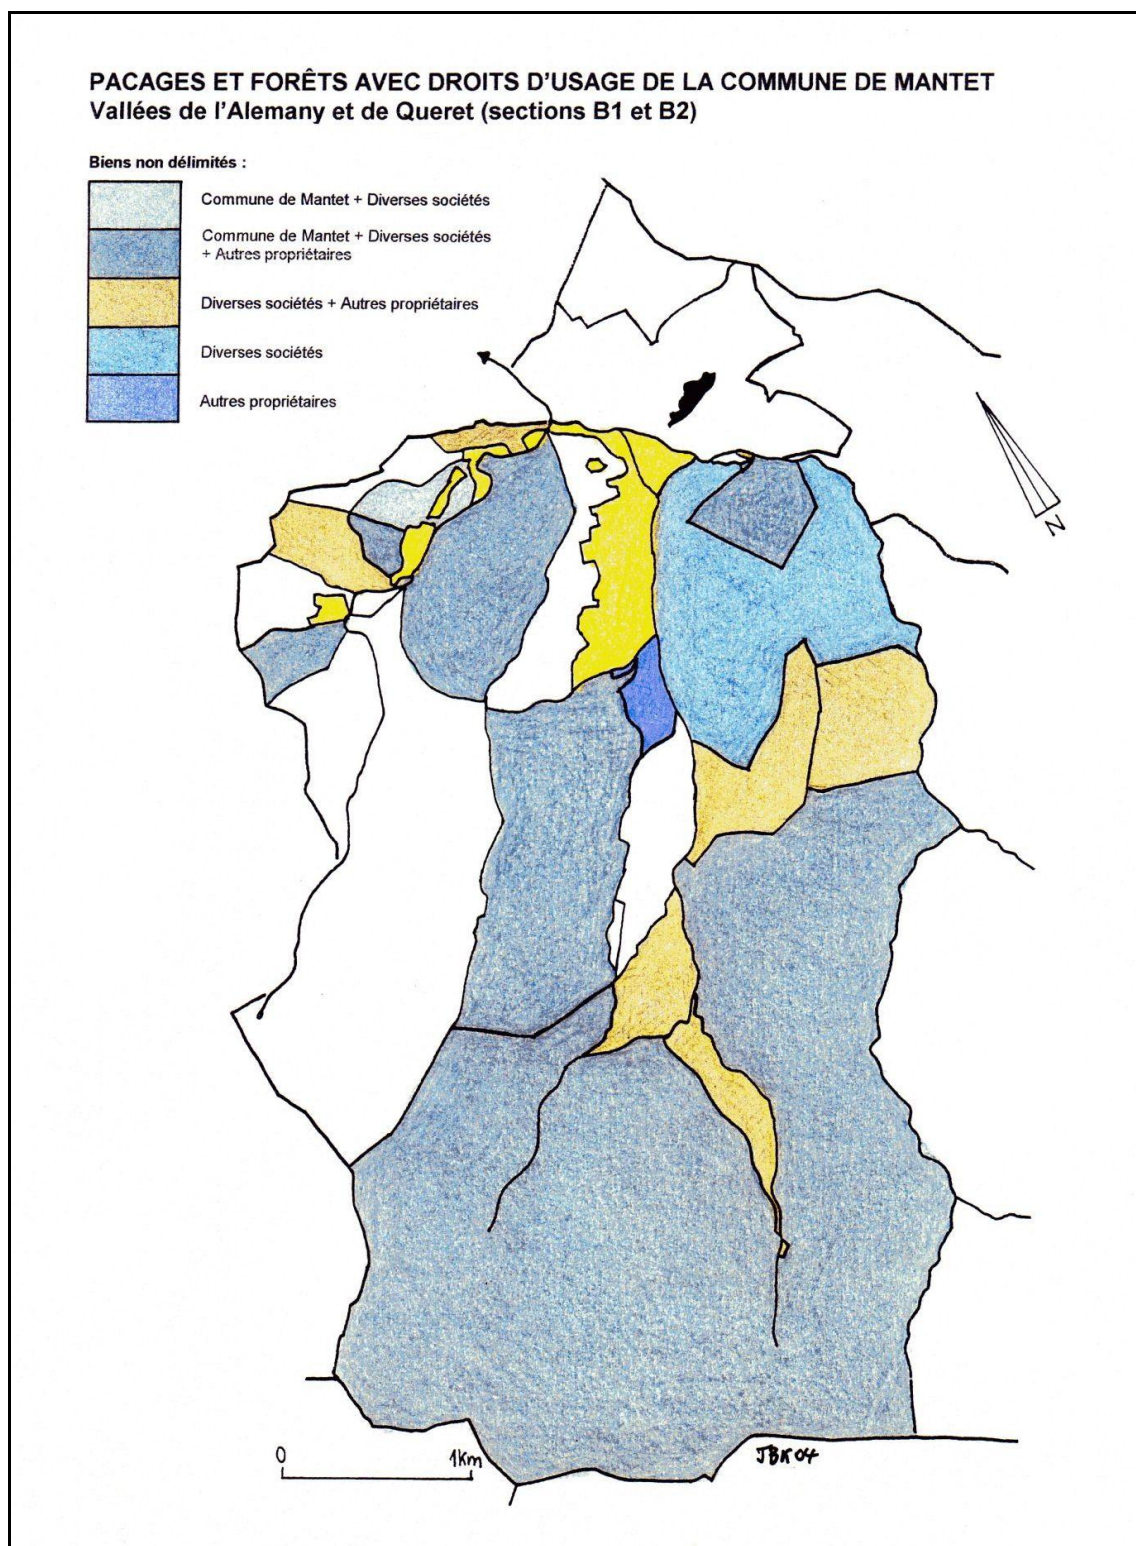 PACAGES ET FORÊTS AVEC DROITS D'USAGE DE LA COMMUNE DE MANTET
Vallées de l'Alemany et de Queret (sections B1 et B2)
Biens non délimités :
Commune de Mantet + Diverses sociétés
Commune de Mantet + Diverses sociétés
+ Autres propriétaires
Diverses sociétés + Autres propriétaires
Diverses sociétés
Autres propriétaires
N
0 1Km
JBK 04